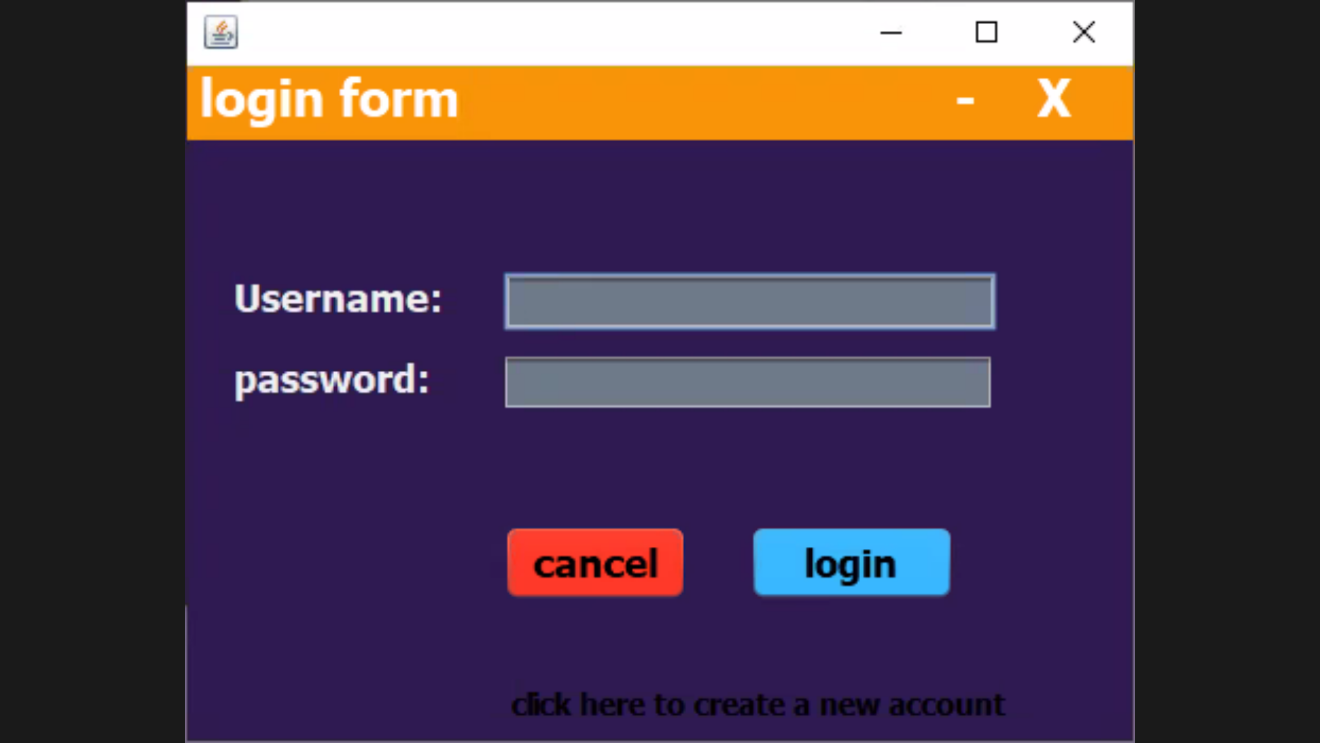 login form - X
Username:
password:
cancel login
click here to create a new account